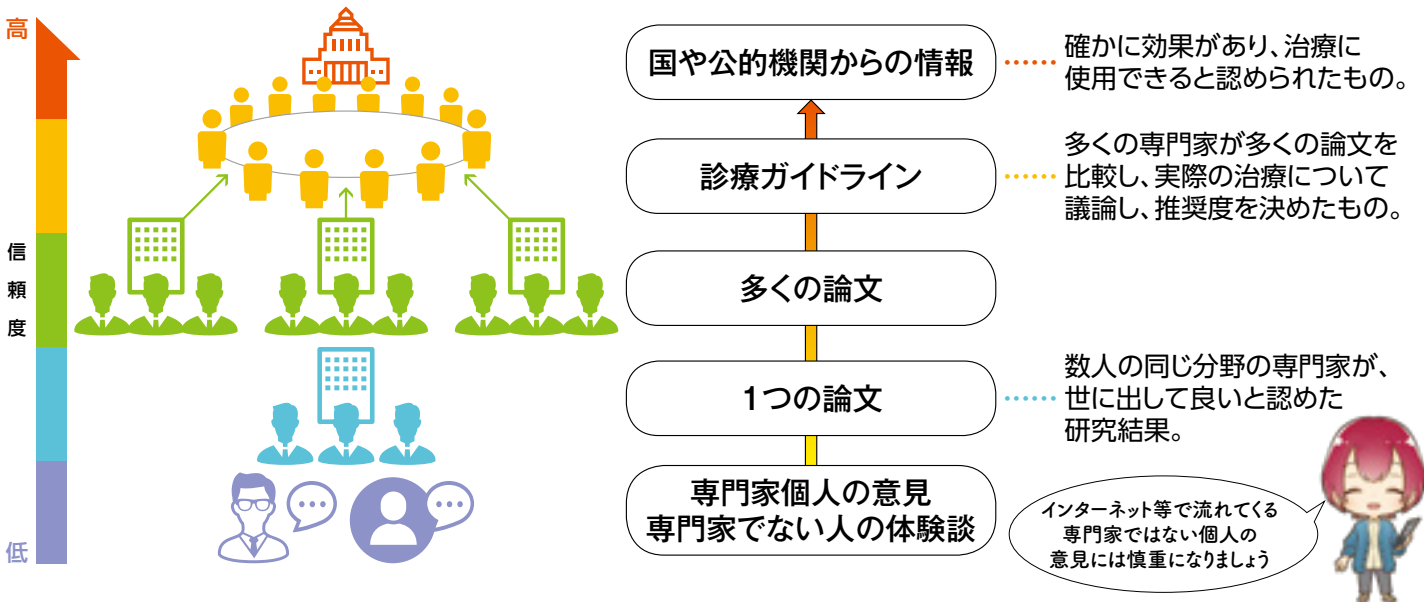 高
信
頼
度
低
国や公的機関からの情報
確かに効果があり、治療に
使用できると認められたもの。
診療ガイドライン
多くの専門家が多くの論文を
比較し、実際の治療について
議論し、推奨度を決めたもの。
多くの論文
1つの論文
数人の同じ分野の専門家が、
世に出して良いと認めた
研究結果。
専門家個人の意見
専門家でない人の体験談
インターネット等で流れてくる
専門家ではない個人の
意見には慎重になりましょう